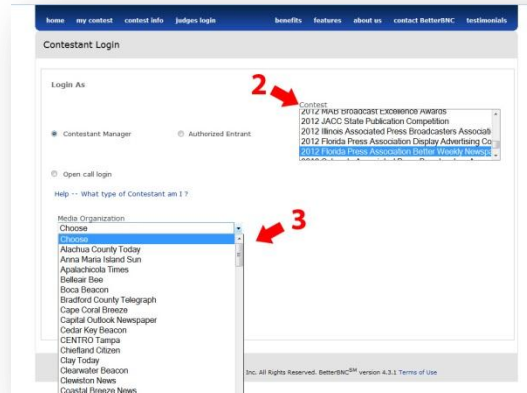 home my contest contest info judges login benefits features about us contact BetterBNC testimonials
Contestant Login
Login As
2
Contest
2012 MAB Broadcast Excellence Awards
2012 JACC State Publication Competition
2012 Illinois Associated Press Broadcasters Associati
2012 Florida Press Association Display Advertising Co
2012 Florida Press Association Better Weekly Newspa
Contestant Manager
Authorized Entrant
Open call login
Help -- What type of Contestant am I ?
Media Organization
Choose
3
Choose
Alachua County Today
Anna Maria Island Sun
Apalachicola Times
Belleair Bee
Boca Beacon
Bradford County Telegraph
Cape Coral Breeze
Capital Outlook Newspaper
Cedar Key Beacon
CENTRO Tampa
Chiefland Citizen
Clay Today
Clearwater Beacon
Clewiston News
Coastal Breeze News
Inc. All Rights Reserved. BetterBNC℠ version 4.3.1 Terms of Use